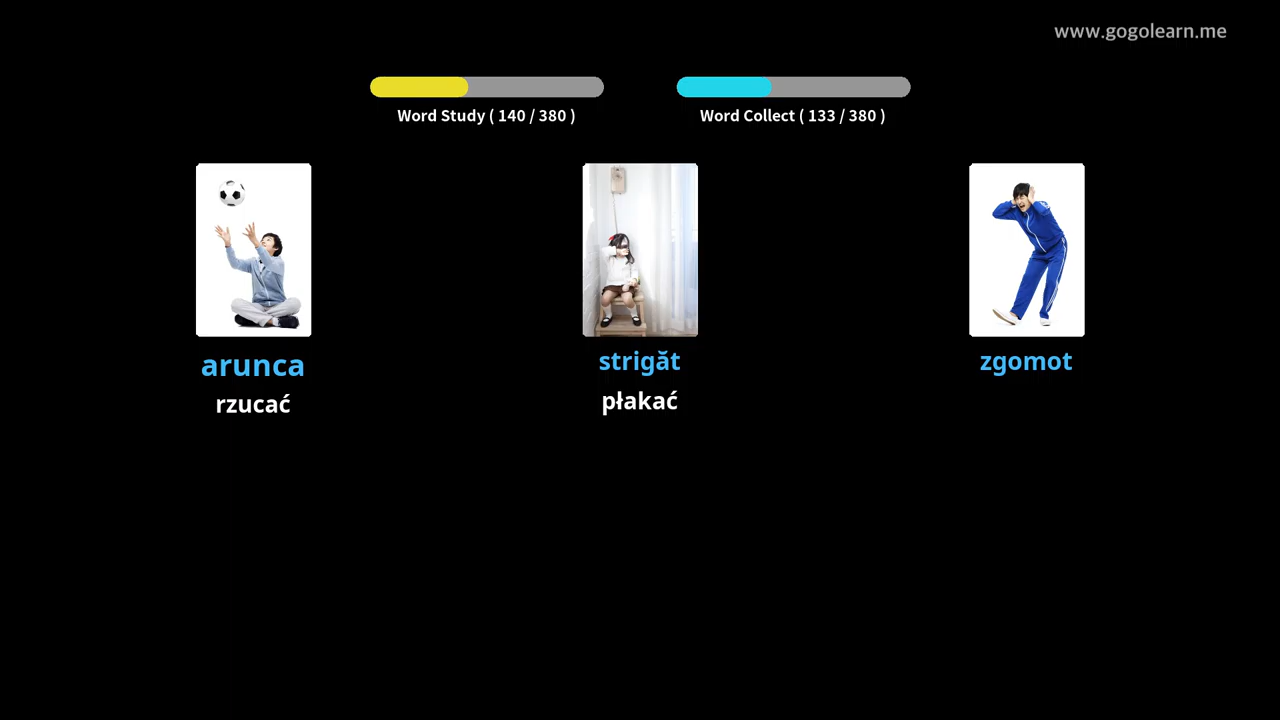 www.gogolearn.me
Word Study ( 140 / 380 )
Word Collect ( 133 / 380 )
arunca
strigăt
zgomot
rzucać
płakać